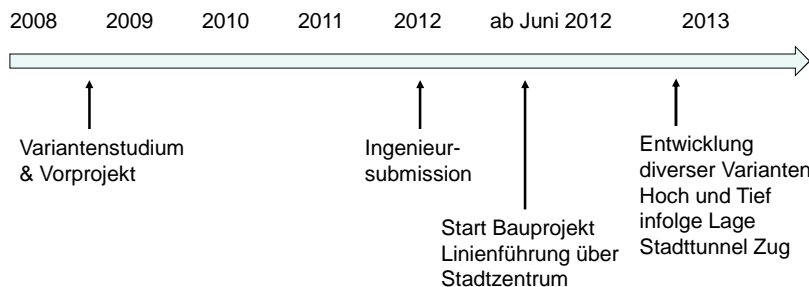 2008 2009 2010 2011 2012 ab Juni 2012 2013
Variantenstudium
& Vorprojekt
Ingenieur-
submission
Start Bauprojekt
Linienführung über
Stadtzentrum
Entwicklung
diverser Varianten
Hoch und Tief
infolge Lage
Stadttunnel Zug